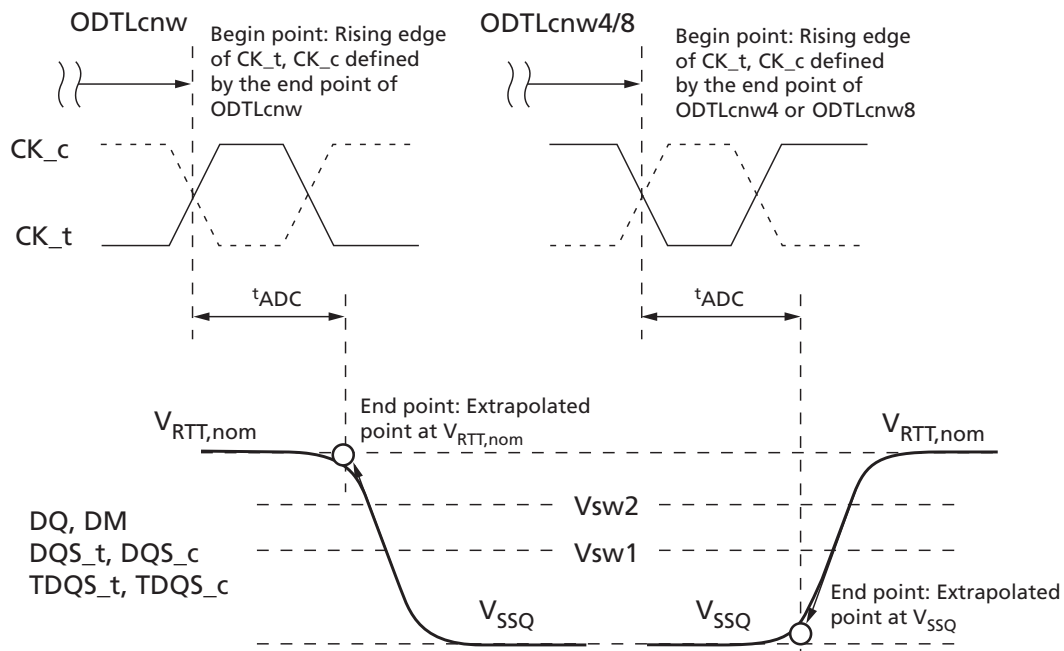 ODTLcnw
Begin point: Rising edge
of CK_t, CK_c defined
by the end point of
ODTLcnw
ODTLcnw4/8
Begin point: Rising edge
of CK_t, CK_c defined
by the end point of
ODTLcnw4 or ODTLcnw8
CK_c
CK_t
tADC
tADC
End point: Extrapolated
point at VRTT,nom
VRTT,nom
VRTT,nom
Vsw2
Vsw1
DQ, DM
DQS_t, DQS_c
TDQS_t, TDQS_c
VSSQ
VSSQ
End point: Extrapolated
point at VSSQ